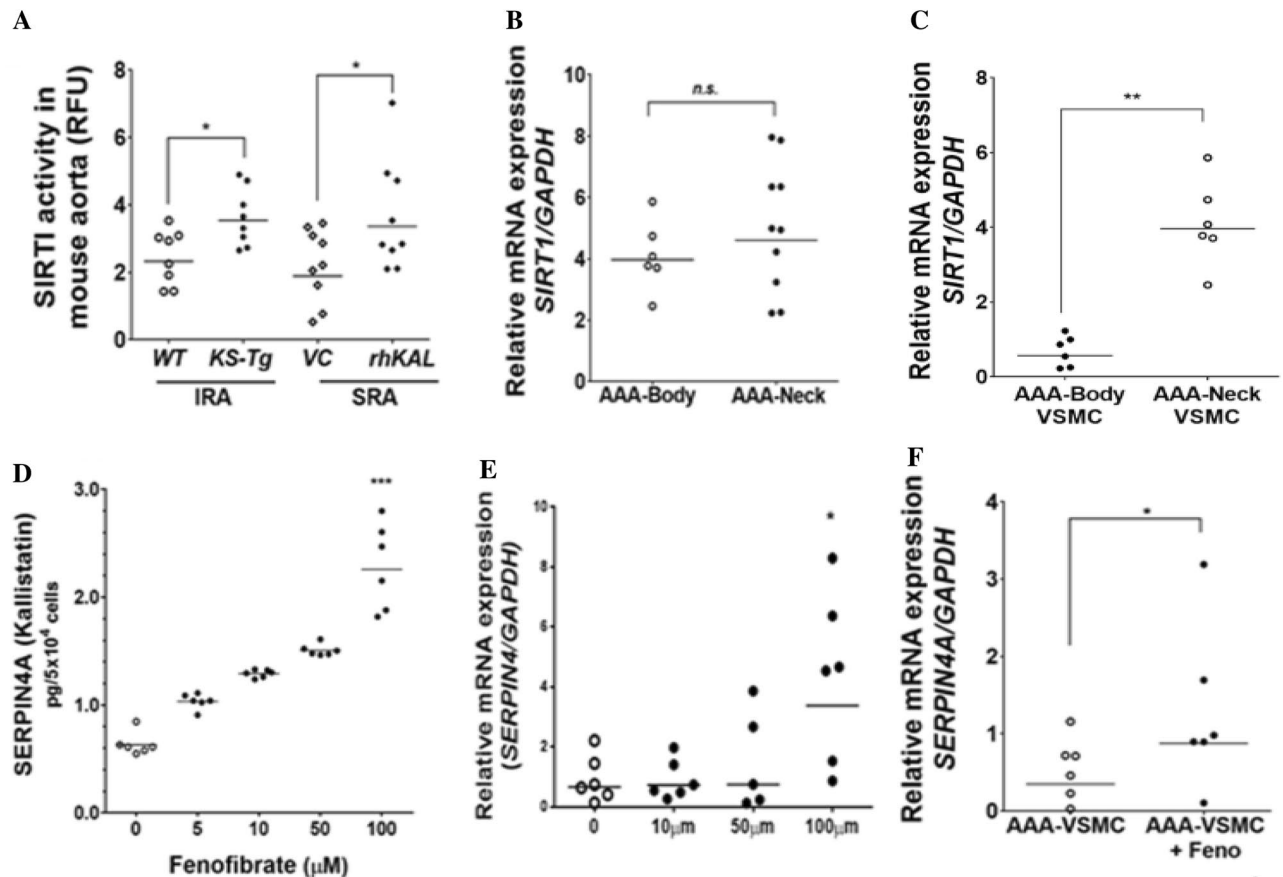 A
SIRTI activity in
mouse aorta (RFU)
8
6
4
2
0
*
*
WT KS-Tg VC rhKAL
IRA SRA
B
Relative mRNA expression
SIRT1/GAPDH
10
8
6
4
2
0
n.s.
AAA-Body AAA-Neck
C
Relative mRNA expression
SIRT1/GAPDH
8
6
4
2
0
**
AAA-Body AAA-Neck
VSMC VSMC
D
SERPIN4A (Kallistatin)
pg/5x10⁴ cells
3.0
2.0
1.0
0.0
***
0 5 10 50 100
Fenofibrate (μM)
E
Relative mRNA expression
(SERPIN4/GAPDH)
10
8
6
4
2
0
*
0 10μm 50μm 100μm
F
Relative mRNA expression
SERPIN4A/GAPDH
4
3
2
1
0
*
AAA-VSMC AAA-VSMC
+ Feno